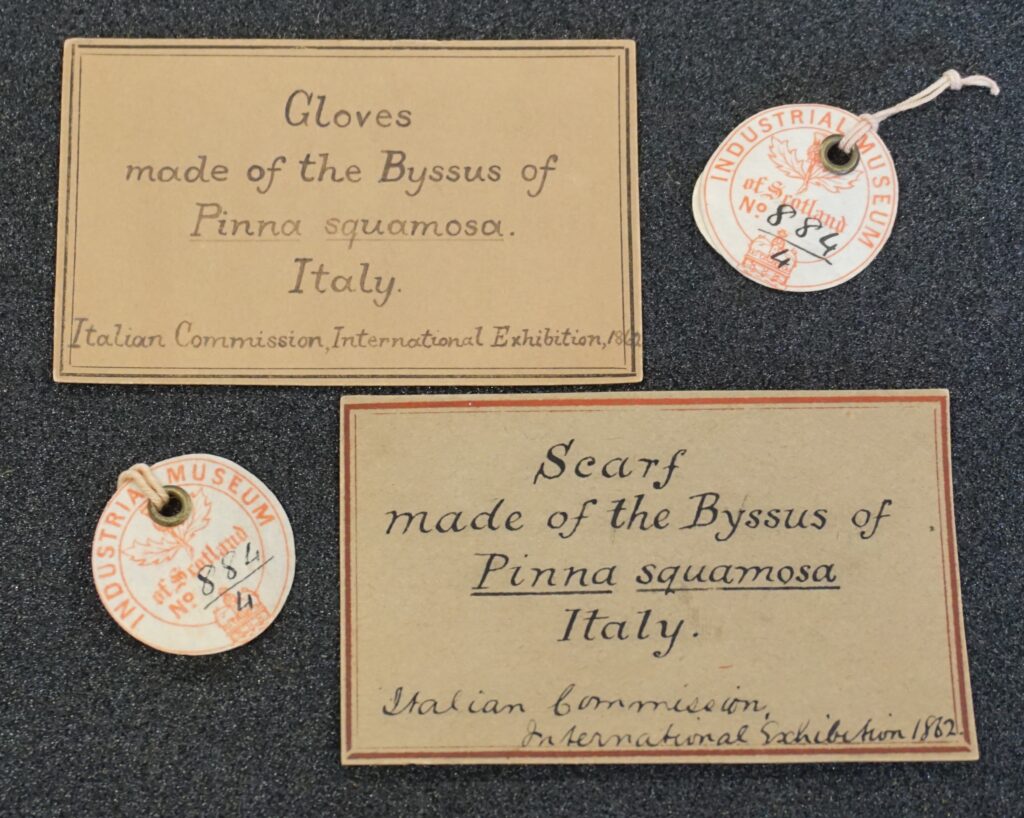 Gloves
made of the Byssus of
Pinna squamosa.
Italy.
Italian Commission, International Exhibition, 1862
INDUSTRIAL MUSEUM
of Scotland
No 884
4
INDUSTRIAL MUSEUM
of Scotland
No 884
4
Scarf
made of the Byssus of
Pinna squamosa
Italy.
Italian Commission,
International Exhibition 1862.